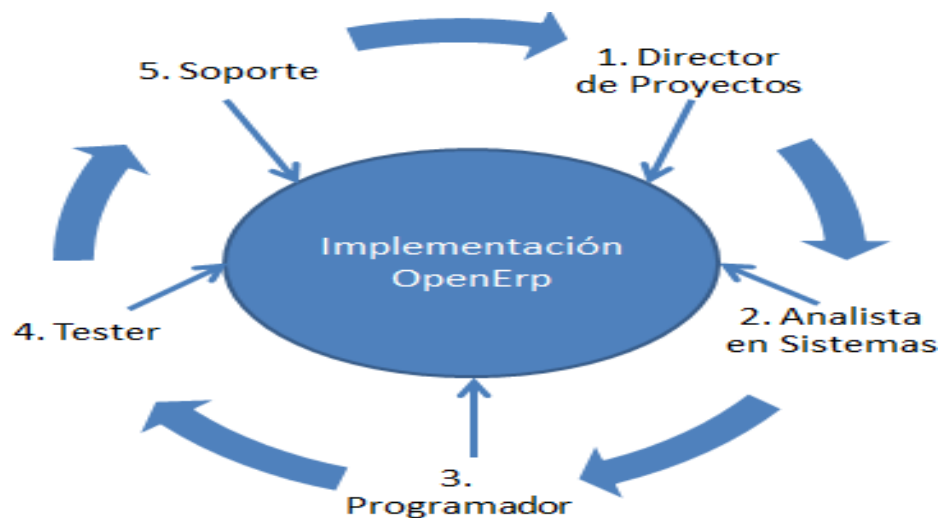 1. Director
de Proyectos
2. Analista
en Sistemas
3.
Programador
4. Tester
5. Soporte
Implementación
OpenErp